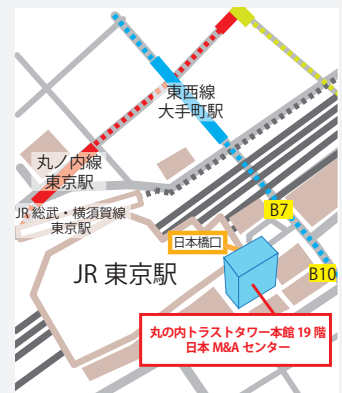 東西線
大手町駅
丸ノ内線
東京駅
JR 総武・横須賀線
東京駅
B7
日本橋口
JR 東京駅
B10
丸の内トラストタワー本館 19 階
日本 M&A センター